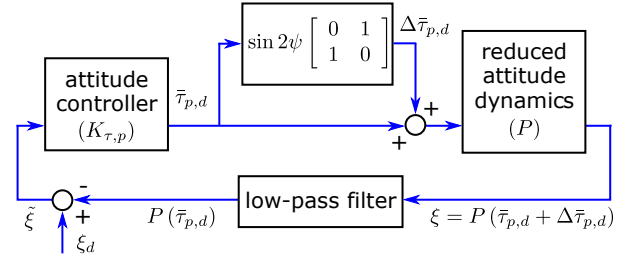 attitude
controller
(K_{τ,p})
τ̄_{p,d}
sin 2ψ [ 0 1
1 0 ]
Δτ̄_{p,d}
+
+
reduced
attitude
dynamics
(P)
low-pass filter
ξ = P (τ̄_{p,d} + Δτ̄_{p,d})
P (τ̄_{p,d})
-
+
ξ̃
ξ_d